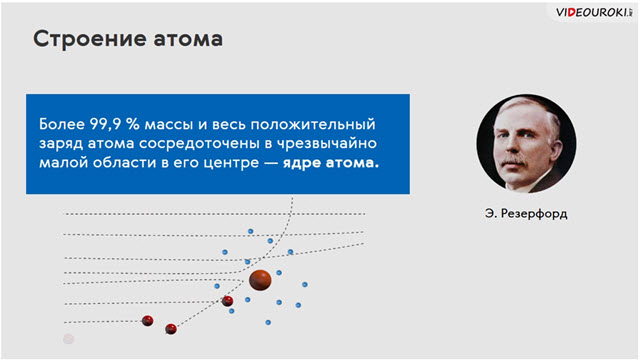 VIDEOUROKI.NET
Строение атома
Более 99,9 % массы и весь положительный
заряд атома сосредоточены в чрезвычайно
малой области в его центре — ядре атома.
Э. Резерфорд